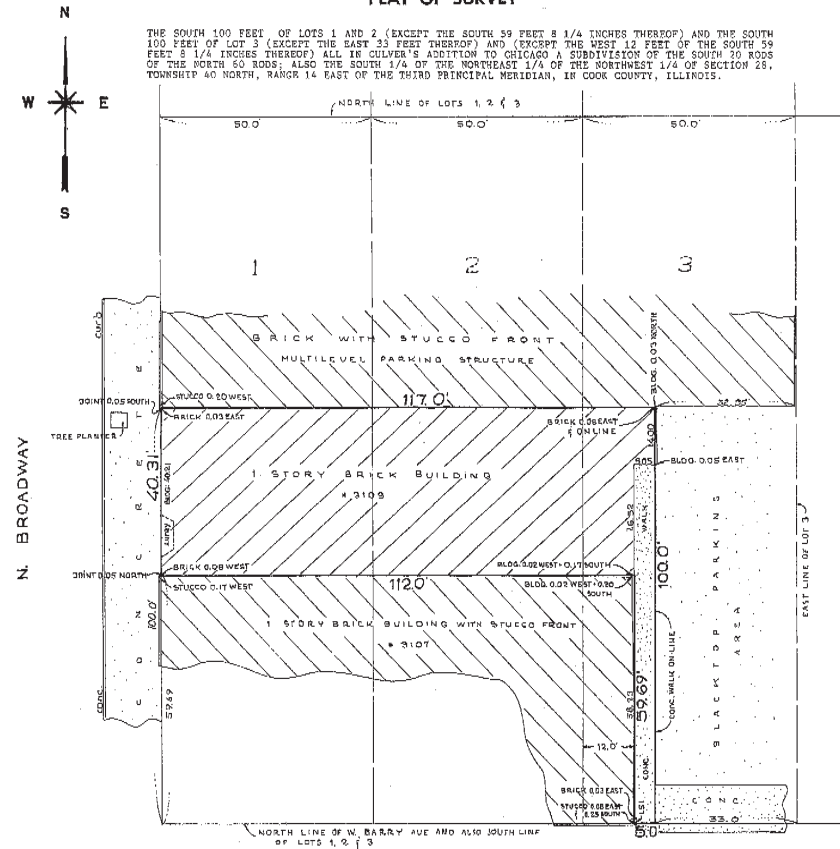 PLAT OF SURVEY
N
THE SOUTH 100 FEET OF LOTS 1 AND 2 (EXCEPT THE SOUTH 59 FEET 8 1/4 INCHES THEREOF) AND THE SOUTH
100 FEET OF LOT 3 (EXCEPT THE EAST 33 FEET THEREOF) AND (EXCEPT THE WEST 12 FEET OF THE SOUTH 59
FEET 8 1/4 INCHES THEREOF) ALL IN CULVER'S ADDITION TO CHICAGO A SUBDIVISION OF THE SOUTH 20 RODS
OF THE NORTH 60 RODS; ALSO THE SOUTH 1/4 OF THE NORTHEAST 1/4 OF THE NORTHWEST 1/4 OF SECTION 28,
TOWNSHIP 40 NORTH, RANGE 14 EAST OF THE THIRD PRINCIPAL MERIDIAN, IN COOK COUNTY, ILLINOIS.
W E
S
NORTH LINE OF LOTS 1, 2 & 3
50.0' 50.0' 50.0'
1 2 3
curb
BRICK WITH STUCCO FRONT
MULTILEVEL PARKING STRUCTURE
BLDG. 0.03 NORTH
JOINT 0.05 SOUTH
STUCCO 0.20 WEST
117.0'
BRICK 0.03 EAST
BRICK 0.08 EAST
& ON LINE
14.00
TREE PLANTER
CONCRETE
40.31'
BLDG. 40.21
1 STORY BRICK BUILDING
# 3109
BLDG. 0.05 EAST
WALK
26.92
100.0'
N. BROADWAY
JOINT 0.05 NORTH
BRICK 0.08 WEST
STUCCO 0.17 WEST
112.0'
BLDG. 0.02 WEST & 0.17 SOUTH
BLDG. 0.02 WEST & 0.20
SOUTH
100.0'
1 STORY BRICK BUILDING WITH STUCCO FRONT
# 3107
59.69
59.69'
CONC. WALK ON LINE
BLACKTOP PARKING
AREA
EAST LINE OF LOT 3
conc.
12.0'
CONC.
BRICK 0.03 EAST
STUCCO 0.08 EAST
& 0.25 SOUTH
5.0'
CONC.
33.0
NORTH LINE OF W. BARRY AVE AND ALSO SOUTH LINE
OF LOTS 1, 2 & 3